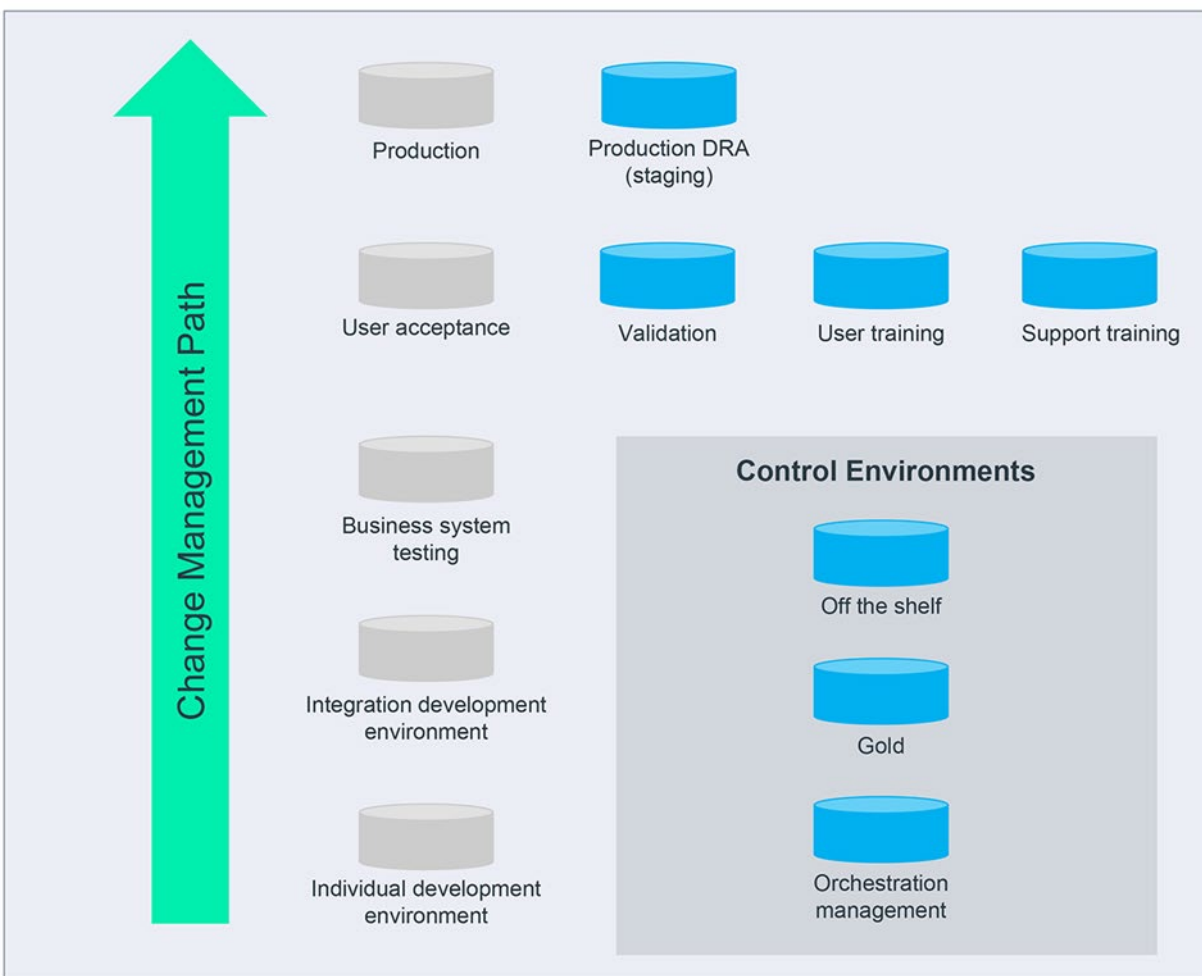 Change Management Path
Production
Production DRA
(staging)
User acceptance
Validation
User training
Support training
Business system
testing
Control Environments
Off the shelf
Integration development
environment
Gold
Individual development
environment
Orchestration
management